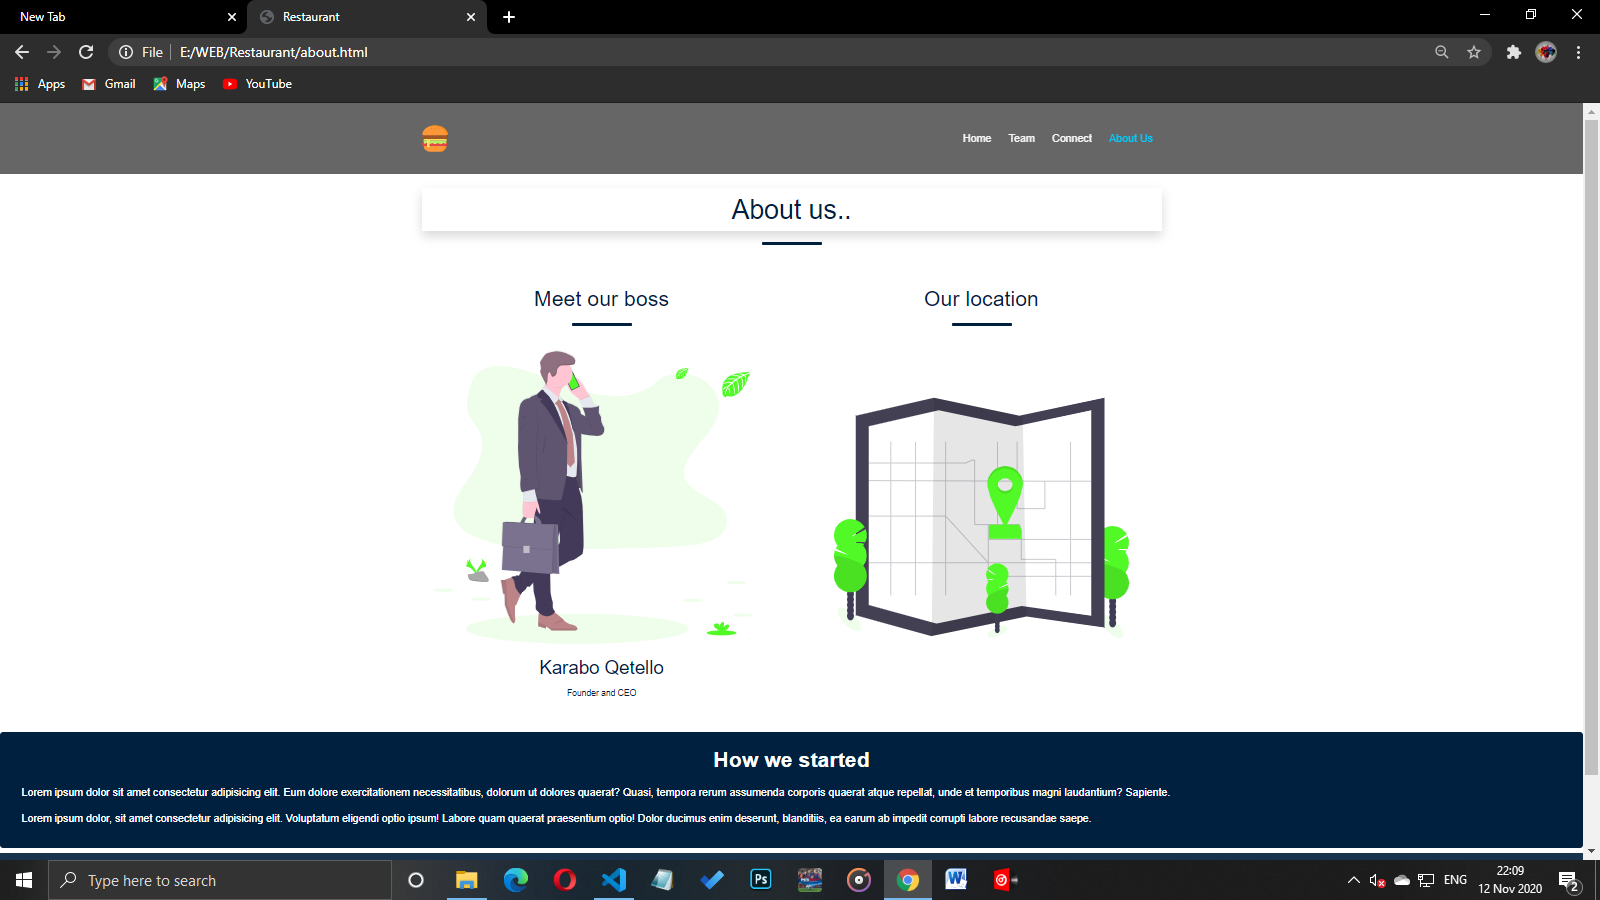 New Tab
Restaurant
File
E:/WEB/Restaurant/about.html
Apps
Gmail
Maps
YouTube
Home
Team
Connect
About Us
About us..
Meet our boss
Our location
Karabo Qetello
Founder and CEO
How we started
Lorem ipsum dolor sit amet consectetur adipisicing elit. Eum dolore exercitationem necessitatibus, dolorum ut dolores quaerat? Quasi, tempora rerum assumenda corporis quaerat atque repellat, unde et temporibus magni laudantium? Sapiente.
Lorem ipsum dolor, sit amet consectetur adipisicing elit. Voluptatum eligendi optio ipsum! Labore quam quaerat praesentium optio! Dolor ducimus enim deserunt, blanditiis, ea earum ab impedit corrupti labore recusandae saepe.
Type here to search
Ps
W
ENG
22:09
12 Nov 2020
2